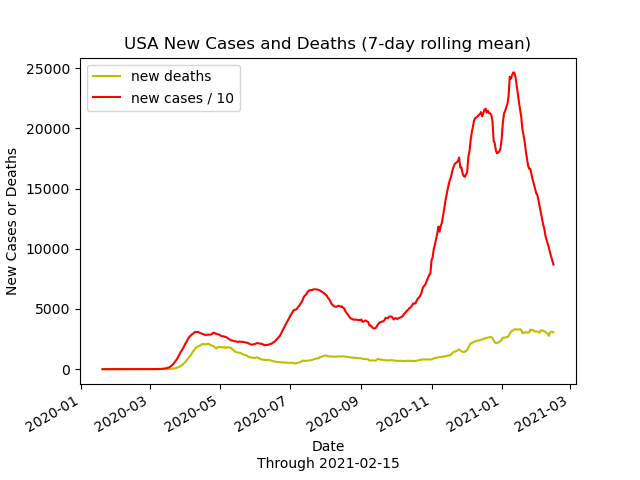 USA New Cases and Deaths (7-day rolling mean)
new deaths
new cases / 10
25000
20000
15000
10000
5000
0
New Cases or Deaths
2020-01
2020-03
2020-05
2020-07
2020-09
2020-11
2021-01
2021-03
Date
Through 2021-02-15